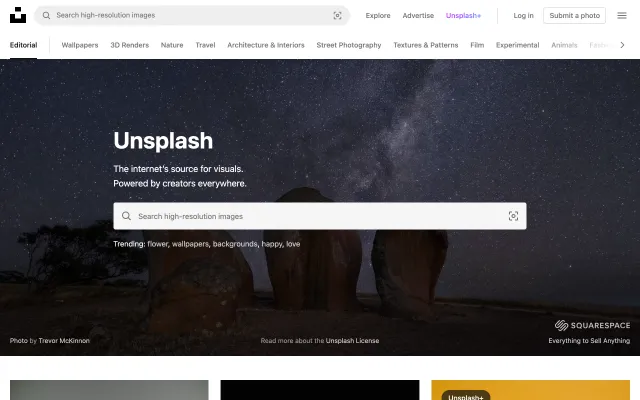 Search high-resolution images
Explore
Advertise
Unsplash+
Log in
Submit a photo
Editorial
Wallpapers
3D Renders
Nature
Travel
Architecture & Interiors
Street Photography
Textures & Patterns
Film
Experimental
Animals
Unsplash
The internet's source for visuals.
Powered by creators everywhere.
Search high-resolution images
Trending: flower, wallpapers, backgrounds, happy, love
SQUARESPACE
Photo by Trevor McKinnon
Read more about the Unsplash License
Everything to Sell Anything
Unsplash+